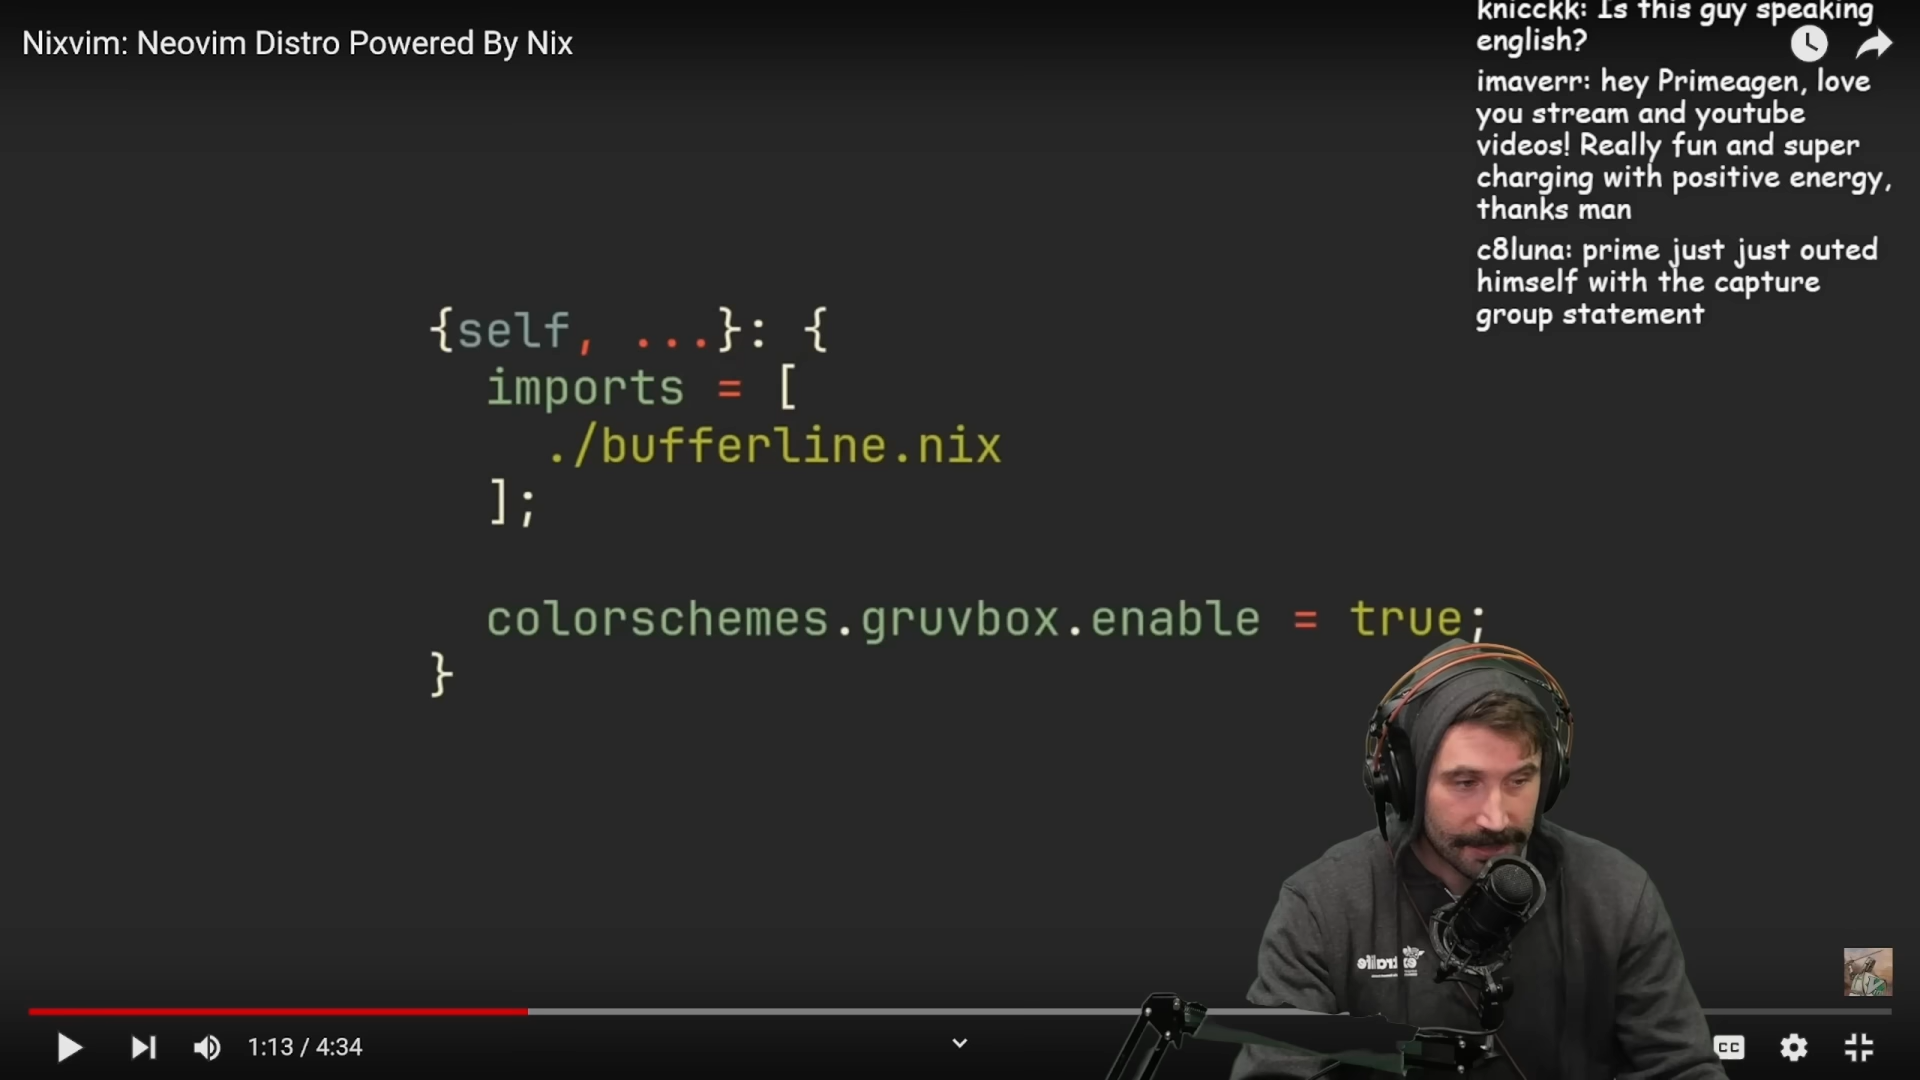 Nixvim: Neovim Distro Powered By Nix
knicckk: Is this guy speaking
english?
imaverr: hey Primeagen, love
you stream and youtube
videos! Really fun and super
charging with positive energy,
thanks man
c8luna: prime just just outed
himself with the capture
group statement
{self, ...}: {
imports = [
./bufferline.nix
];
colorschemes.gruvbox.enable = true;
}
1:13 / 4:34
CC